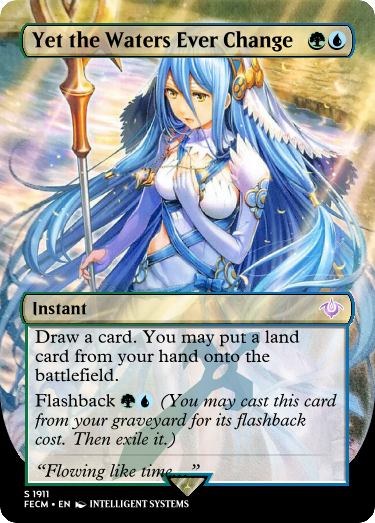 Yet the Waters Ever Change
Instant
Draw a card. You may put a land
card from your hand onto the
battlefield.
Flashback (You may cast this card
from your graveyard for its flashback
cost. Then exile it.)
“Flowing like time...”
S 1911
FECM • EN INTELLIGENT SYSTEMS